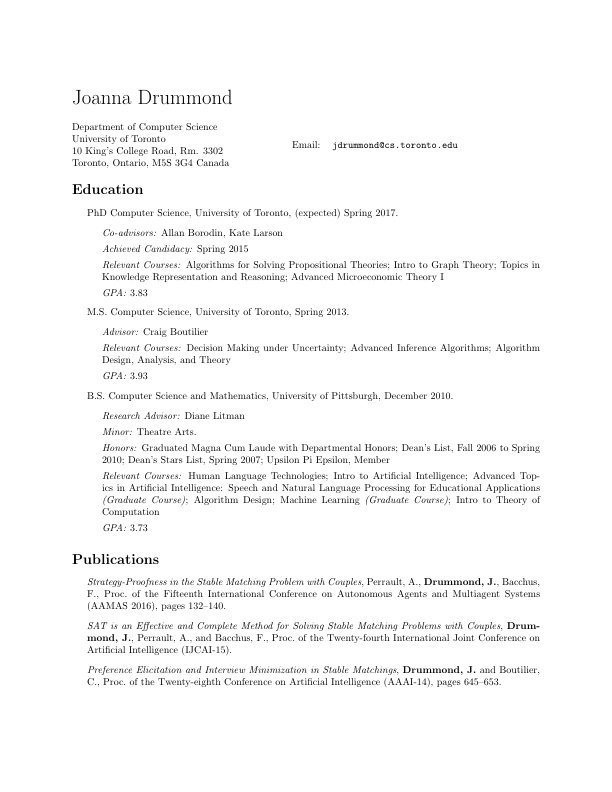 Joanna Drummond
Department of Computer Science
University of Toronto
10 King's College Road, Rm. 3302
Toronto, Ontario, M5S 3G4 Canada
Email: jdrummond@cs.toronto.edu
Education
PhD Computer Science, University of Toronto, (expected) Spring 2017.
Co-advisors: Allan Borodin, Kate Larson
Achieved Candidacy: Spring 2015
Relevant Courses: Algorithms for Solving Propositional Theories; Intro to Graph Theory; Topics in
Knowledge Representation and Reasoning; Advanced Microeconomic Theory I
GPA: 3.83
M.S. Computer Science, University of Toronto, Spring 2013.
Advisor: Craig Boutilier
Relevant Courses: Decision Making under Uncertainty; Advanced Inference Algorithms; Algorithm
Design, Analysis, and Theory
GPA: 3.93
B.S. Computer Science and Mathematics, University of Pittsburgh, December 2010.
Research Advisor: Diane Litman
Minor: Theatre Arts.
Honors: Graduated Magna Cum Laude with Departmental Honors; Dean's List, Fall 2006 to Spring
2010; Dean's Stars List, Spring 2007; Upsilon Pi Epsilon, Member
Relevant Courses: Human Language Technologies; Intro to Artificial Intelligence; Advanced Top-
ics in Artificial Intelligence: Speech and Natural Language Processing for Educational Applications
(Graduate Course); Algorithm Design; Machine Learning (Graduate Course); Intro to Theory of
Computation
GPA: 3.73
Publications
Strategy-Proofness in the Stable Matching Problem with Couples, Perrault, A., Drummond, J., Bacchus,
F., Proc. of the Fifteenth International Conference on Autonomous Agents and Multiagent Systems
(AAMAS 2016), pages 132–140.
SAT is an Effective and Complete Method for Solving Stable Matching Problems with Couples, Drum-
mond, J., Perrault, A., and Bacchus, F., Proc. of the Twenty-fourth International Joint Conference on
Artificial Intelligence (IJCAI-15).
Preference Elicitation and Interview Minimization in Stable Matchings, Drummond, J. and Boutilier,
C., Proc. of the Twenty-eighth Conference on Artificial Intelligence (AAAI-14), pages 645–653.